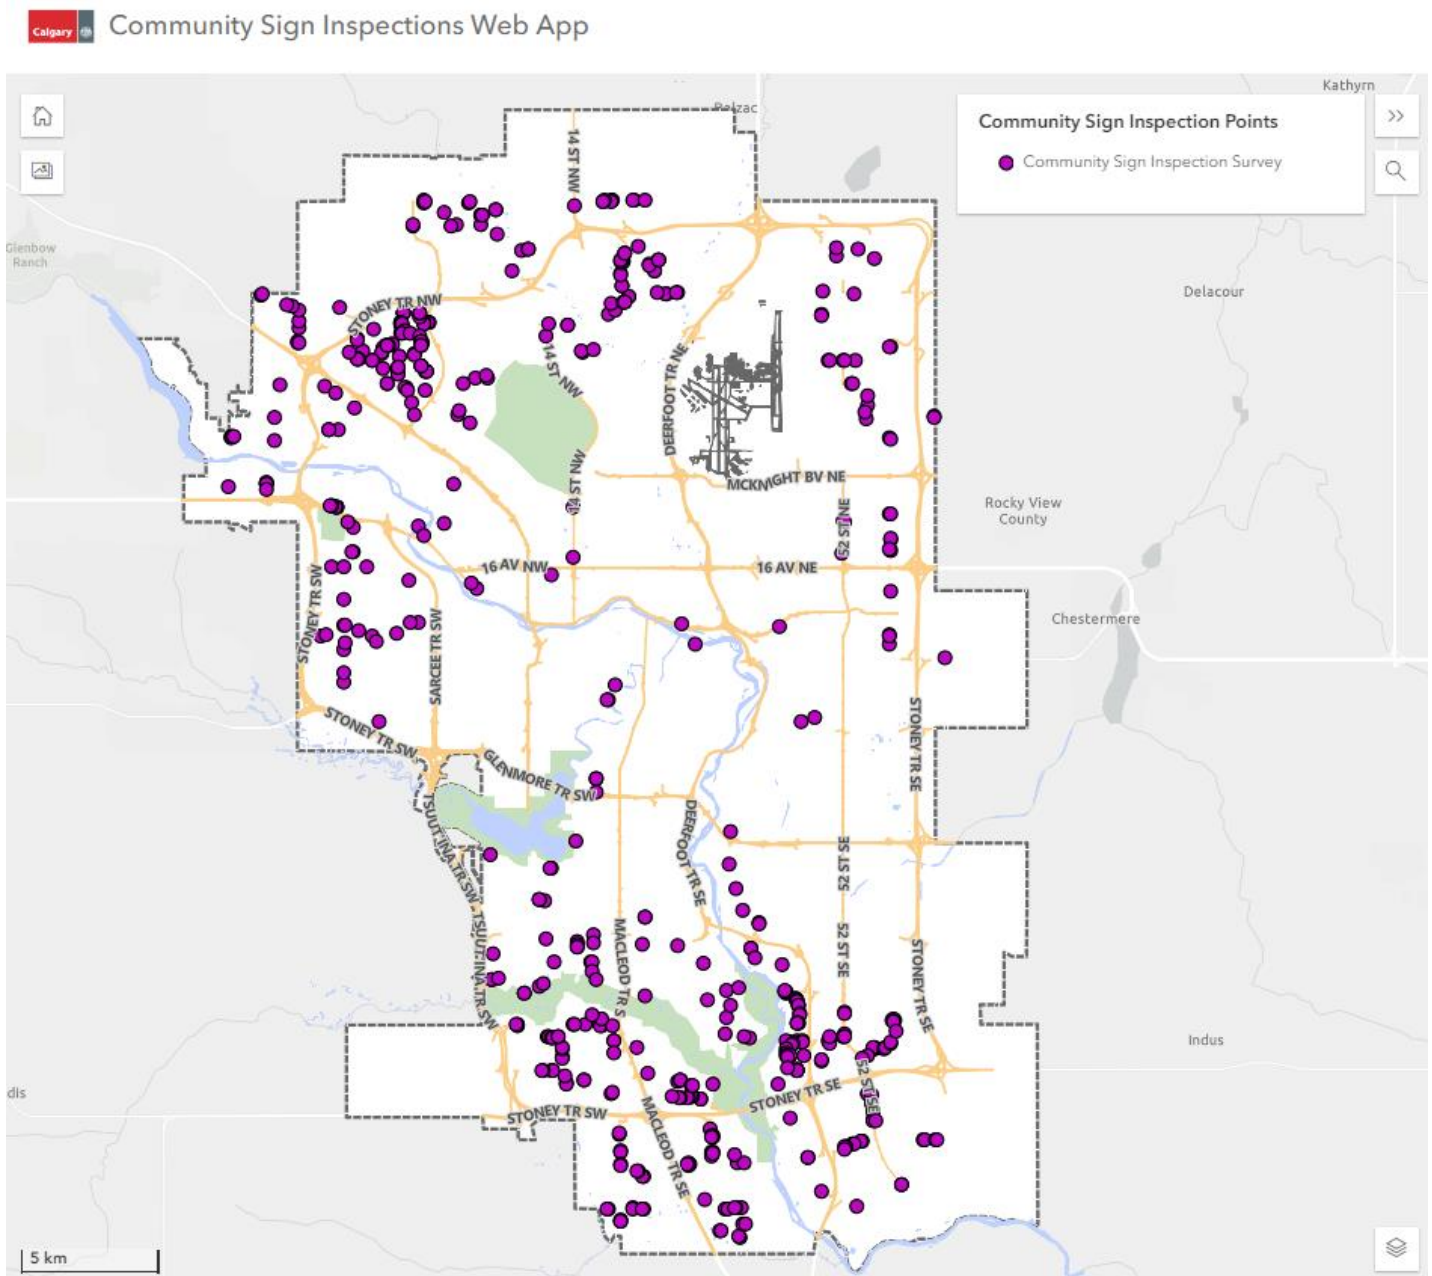 Calgary
Community Sign Inspections Web App
Kathyrn
Balzac
Community Sign Inspection Points
Community Sign Inspection Survey
14 ST NW
Glenbow
Ranch
Delacour
STONEY TR NW
14 ST NW
DEERFOOT TR NE
14 ST NW
MCKNIGHT BV NE
Rocky View
County
52 ST NE
16 AV NW
16 AV NE
STONEY TR SW
Chestermere
SARCEE TR SW
STONEY TR SW
STONEY TR SE
GLENMORE TR SW
TSUUT'INA TR SW
DEERFOOT TR SE
52 ST SE
TSUUT'INA TR SW
MACLEOD TR S
52 ST SE
STONEY TR SE
Indus
52 ST SE
STONEY TR SE
dis
STONEY TR SW
MACLEOD TR SE
5 km